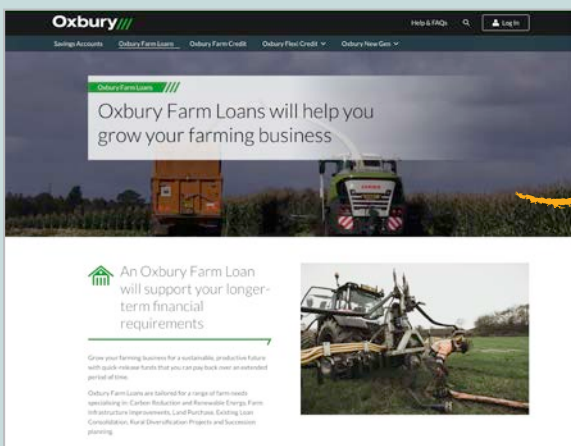 Oxbury
Help & FAQs
Log In
Savings Accounts Oxbury Farm Loans Oxbury Farm Credit Oxbury Flexi Credit Oxbury New Gen
Oxbury Farm Loans
Oxbury Farm Loans will help you
grow your farming business
CLAAS
An Oxbury Farm Loan
will support your longer-
term financial
requirements
Grow your farming business for a sustainable, productive future
with quick-release funds that you can pay back over an extended
period of time.
Oxbury Farm Loans are tailored for a range of farm needs
specialising in: Carbon Reduction and Renewable Energy, Farm
Infrastructure Improvements, Land Purchase, Existing Loan
Consolidation, Rural Diversification Projects and Succession
planning.